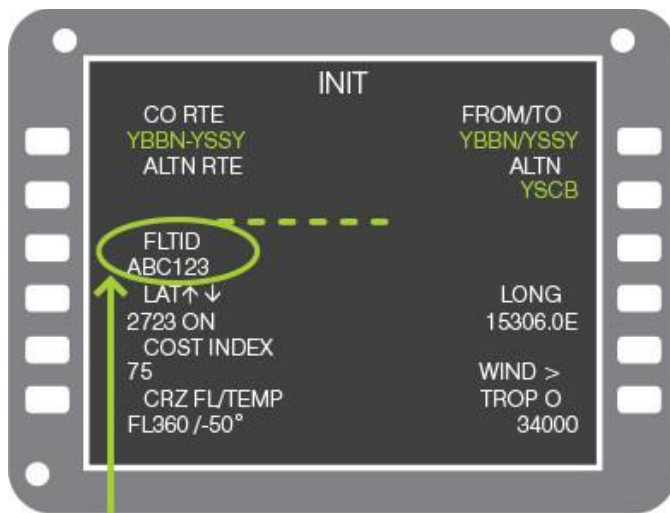 INIT
CO RTE FROM/TO
YBBN-YSSY YBBN/YSSY
ALTN RTE ALTN
YSCB
FLTID
ABC123
LAT↑↓ LONG
2723 ON 15306.0E
COST INDEX
75 WIND >
CRZ FL/TEMP TROP O
FL360 /-50° 34000